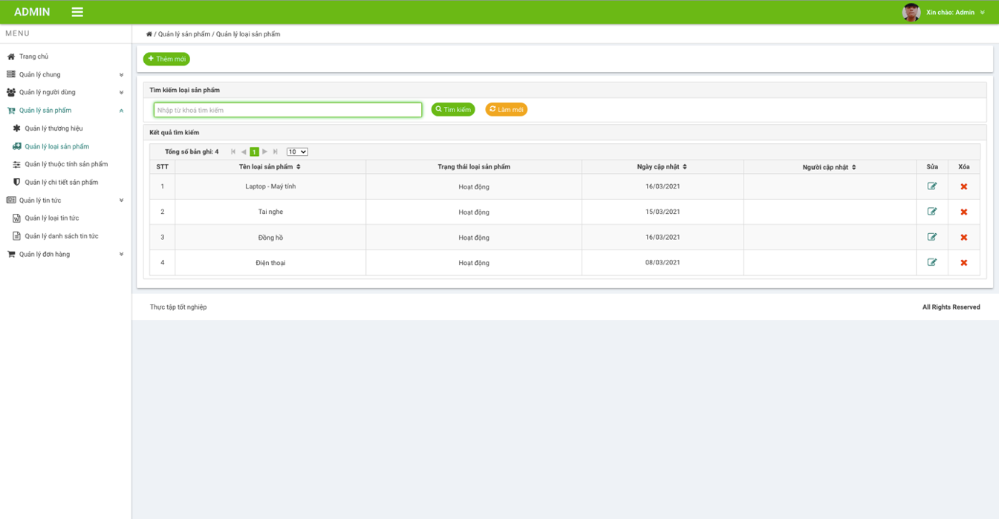 ADMIN
Xin chào: Admin
MENU
/ Quản lý sản phẩm / Quản lý loại sản phẩm
Trang chủ
Quản lý chung
Quản lý người dùng
Quản lý sản phẩm
Quản lý thương hiệu
Quản lý loại sản phẩm
Quản lý thuộc tính sản phẩm
Quản lý chi tiết sản phẩm
Quản lý tin tức
Quản lý loại tin tức
Quản lý danh sách tin tức
Quản lý đơn hàng
+ Thêm mới
Tìm kiếm loại sản phẩm
Nhập từ khoá tìm kiếm
Tìm kiếm
Làm mới
Kết quả tìm kiếm
Tổng số bản ghi: 4 1 10
STT Tên loại sản phẩm Trạng thái loại sản phẩm Ngày cập nhật Người cập nhật Sửa Xóa
1 Laptop - Maý tính Hoạt động 16/03/2021
2 Tai nghe Hoạt động 15/03/2021
3 Đồng hồ Hoạt động 16/03/2021
4 Điện thoại Hoạt động 08/03/2021
Thực tập tốt nghiệp
All Rights Reserved